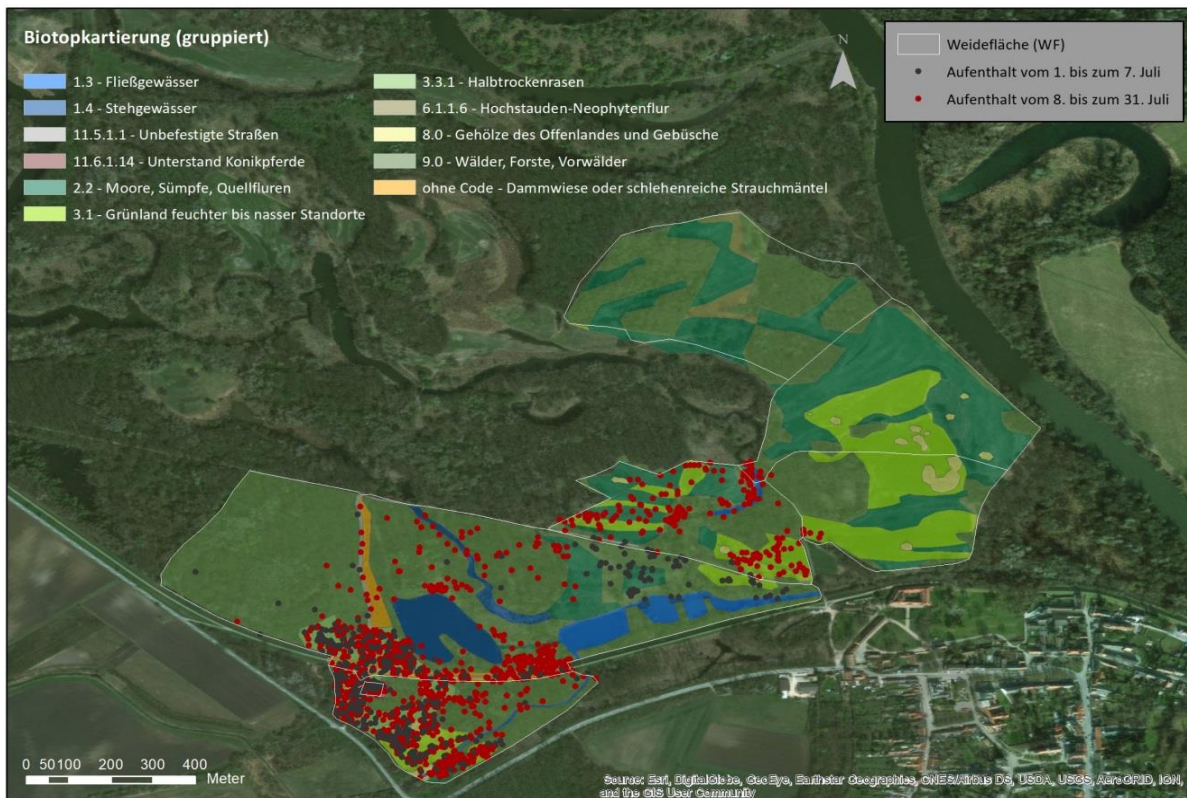 Biotopkartierung (gruppiert)
1.3 - Fließgewässer
1.4 - Stehgewässer
11.5.1.1 - Unbefestigte Straßen
11.6.1.14 - Unterstand Konikpferde
2.2 - Moore, Sümpfe, Quellfluren
3.1 - Grünland feuchter bis nasser Standorte
3.3.1 - Halbtrockenrasen
6.1.1.6 - Hochstauden-Neophytenflur
8.0 - Gehölze des Offenlandes und Gebüsche
9.0 - Wälder, Forste, Vorwälder
ohne Code - Dammwiese oder schlehenreiche Strauchmäntel
N
Weidefläche (WF)
Aufenthalt vom 1. bis zum 7. Juli
Aufenthalt vom 8. bis zum 31. Juli
0 50 100 200 300 400
Meter
Source: Esri, DigitalGlobe, GeoEye, Earthstar Geographics, CNES/Airbus DS, USDA, USGS, AeroGRID, IGN,
and the GIS User Community